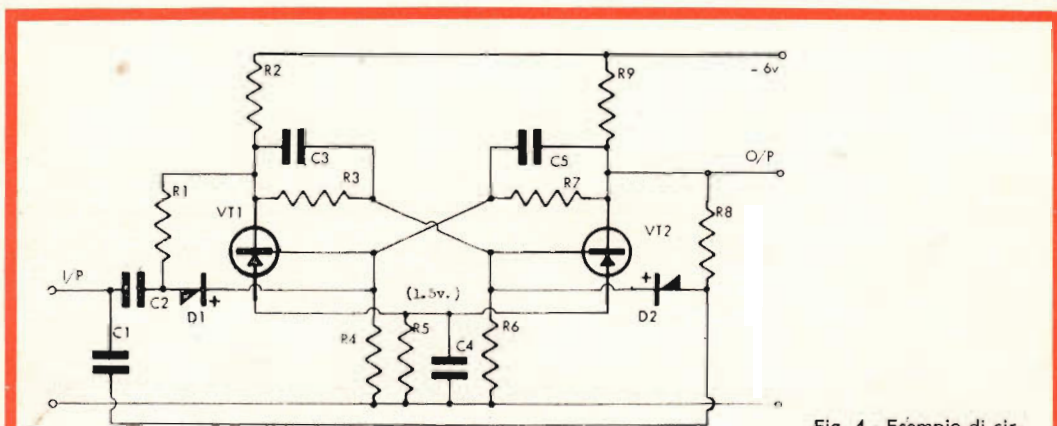 R2
R9
- 6v
C3
C5
O/P
R3
R7
R1
R8
VT1
VT2
I/P
(1.5v.)
+
C2
D1
+
D2
C1
R4
R5
C4
R6
Fig. 4 - Esempio di cir-